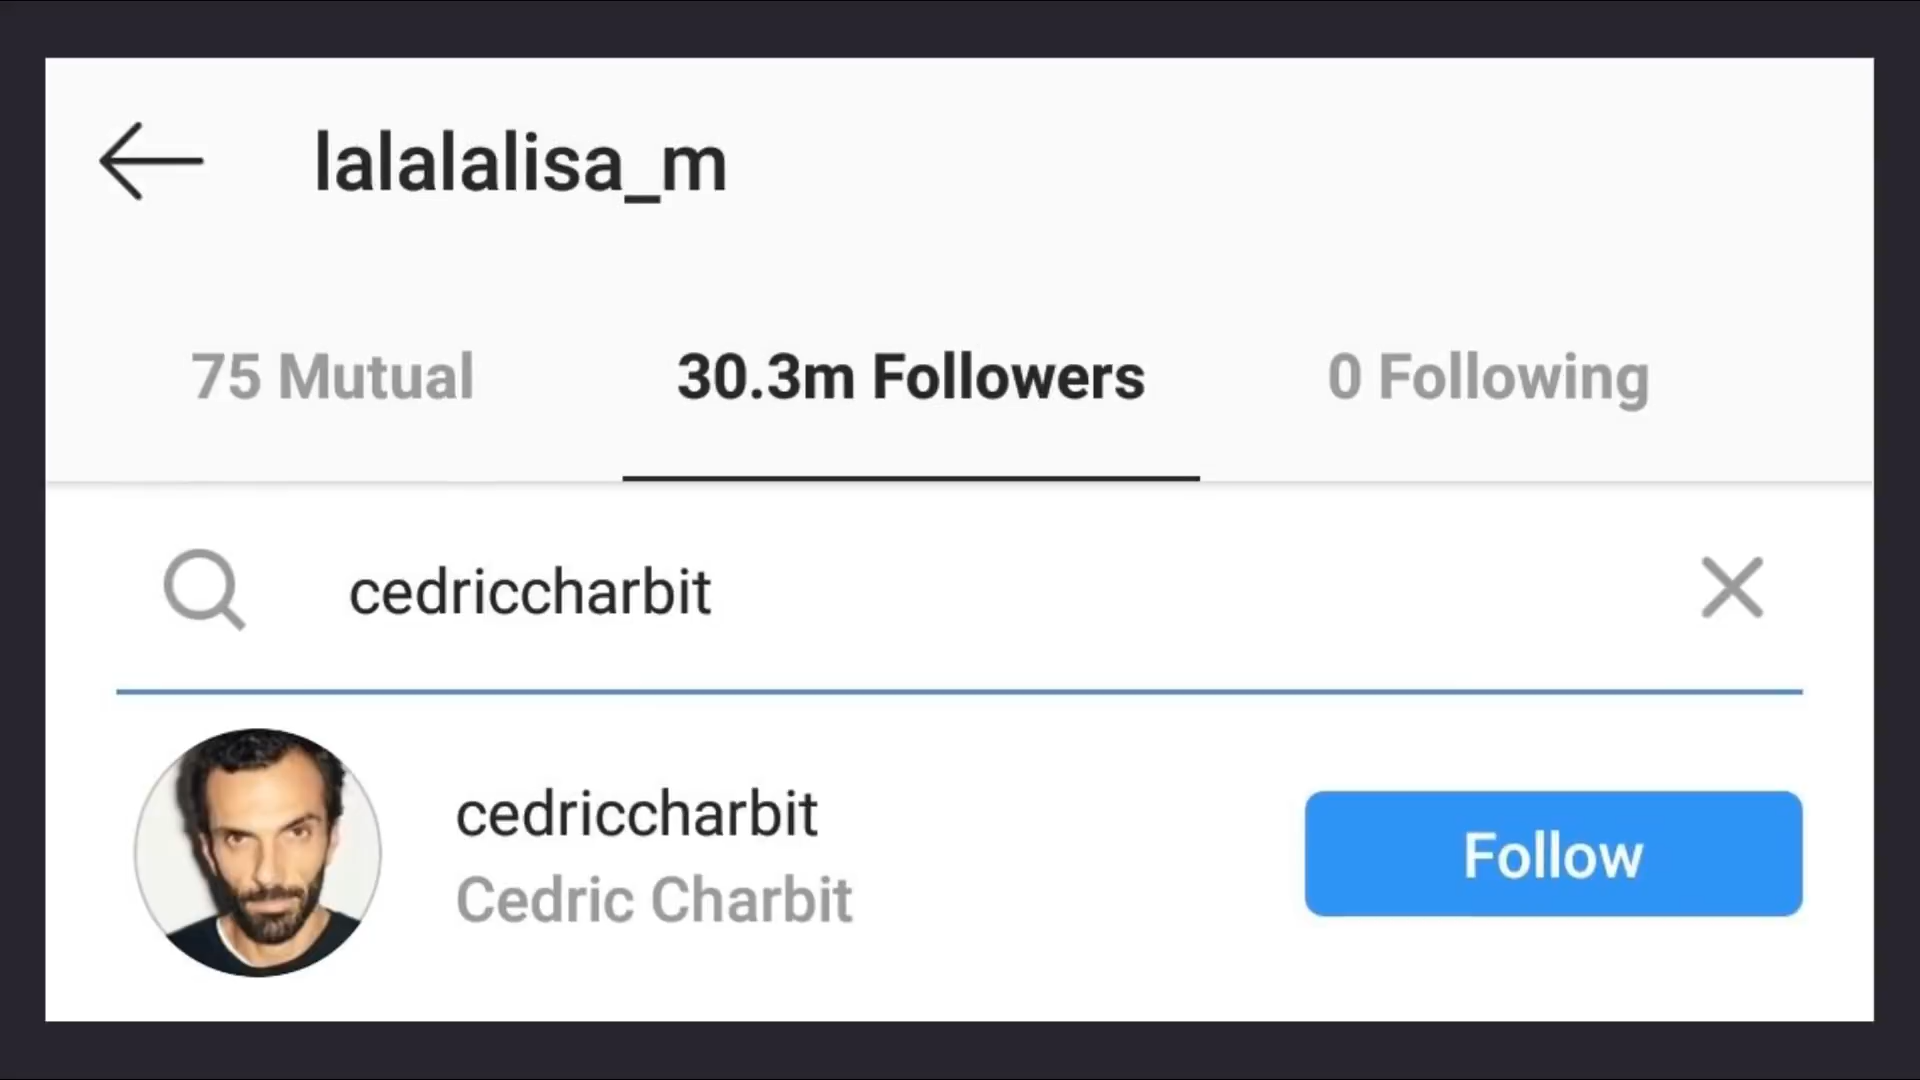 lalalalisa_m
75 Mutual
30.3m Followers
0 Following
cedriccharbit
cedriccharbit
Cedric Charbit
Follow